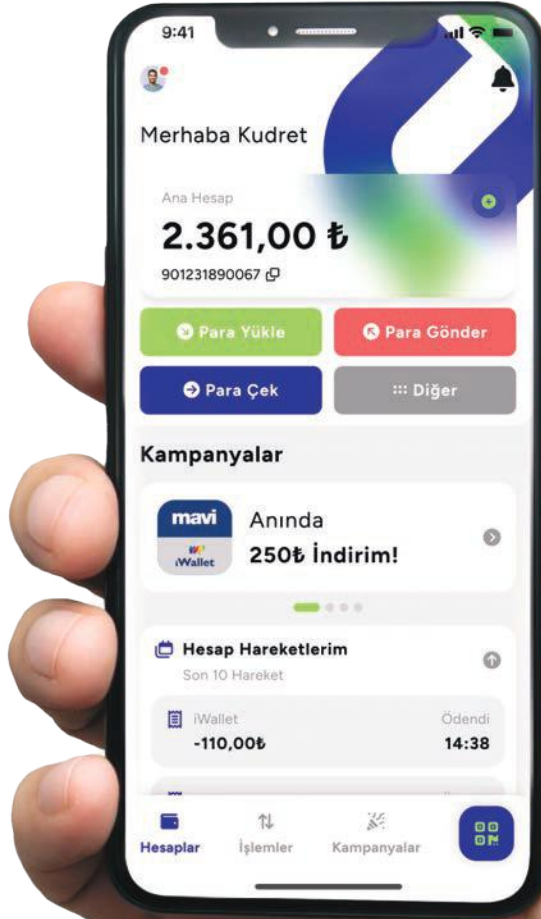 9:41
Merhaba Kudret
Ana Hesap
2.361,00 ₺
901231890067
Para Yükle
Para Gönder
Para Çek
Diğer
Kampanyalar
mavi
iWallet
Anında
250₺ İndirim!
Hesap Hareketlerim
Son 10 Hareket
iWallet
Ödendi
-110,00₺
14:38
Hesaplar
İşlemler
Kampanyalar